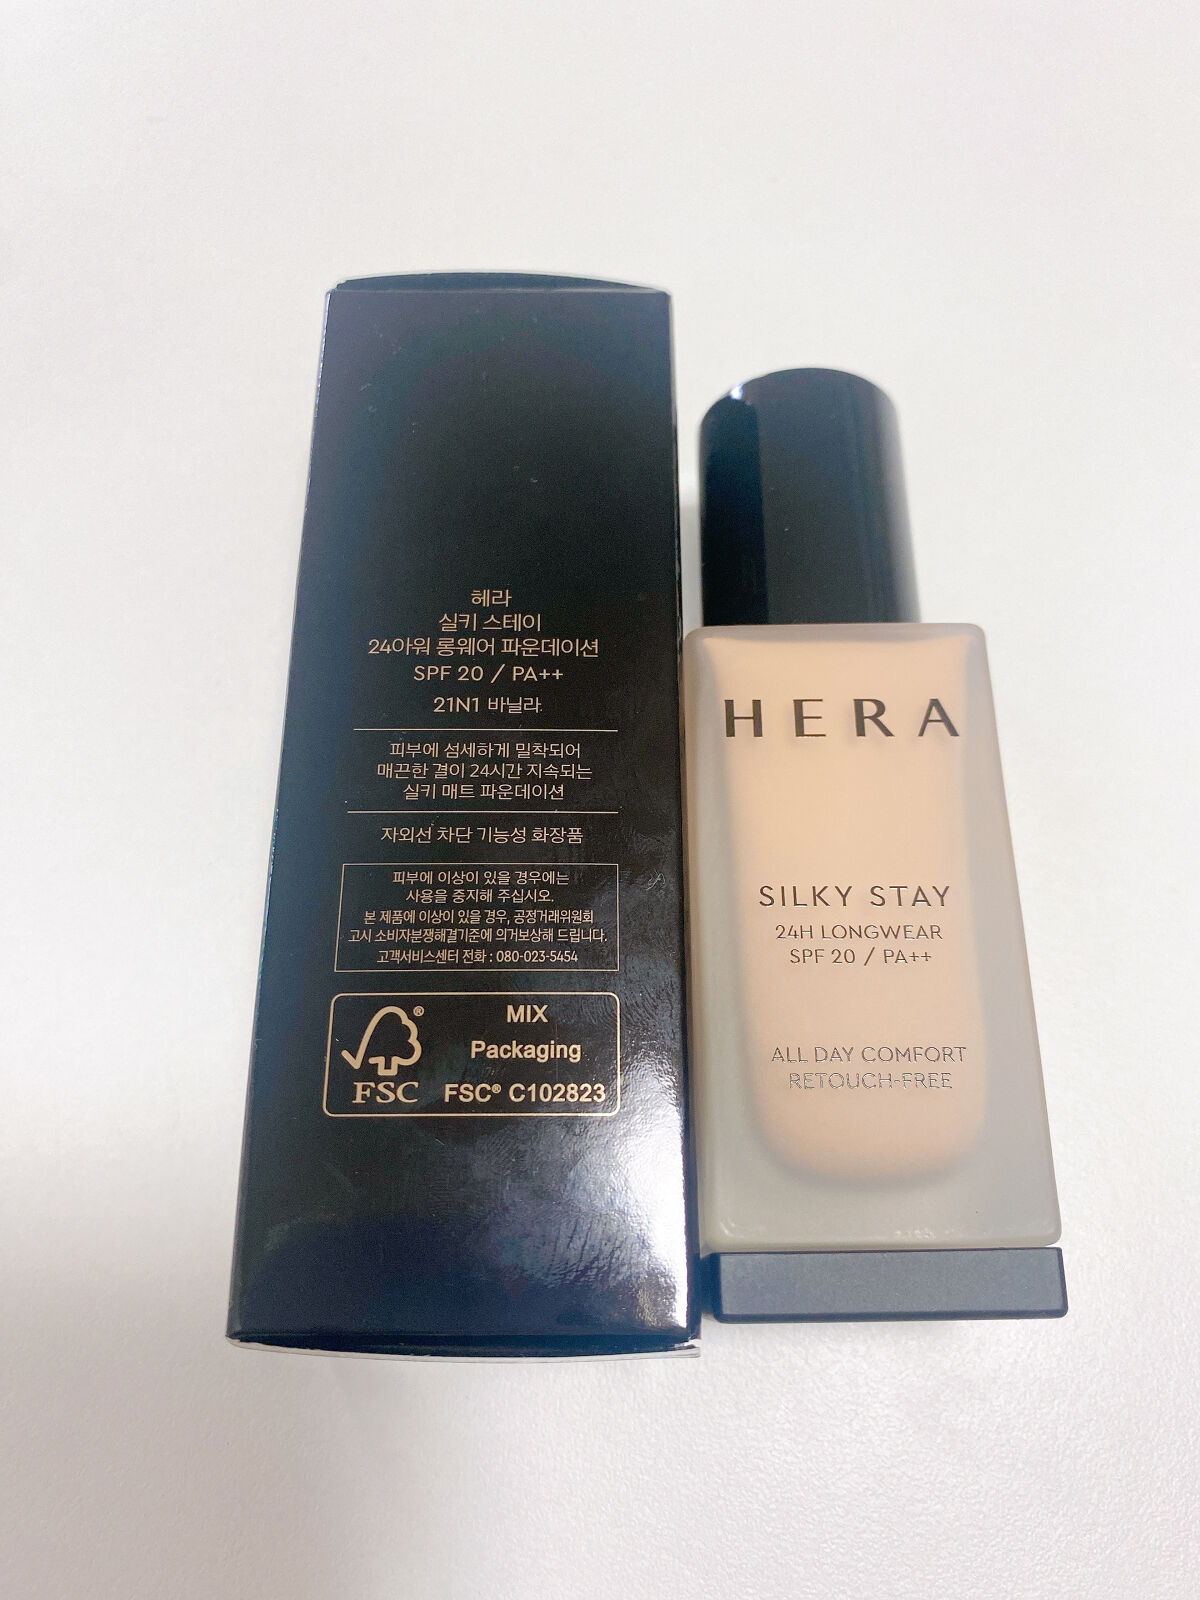 헤라
실키 스테이
24아워 롱웨어 파운데이션
SPF 20 / PA++
21N1 바닐라
피부에 섬세하게 밀착되어
매끈한 결이 24시간 지속되는
실키 매트 파운데이션
자외선 차단 기능성 화장품
피부에 이상이 있을 경우에는
사용을 중지해 주십시오.
본 제품에 이상이 있을 경우, 공정거래위원회
고시 소비자분쟁해결기준에 의거보상해 드립니다.
고객서비스센터 전화 : 080-023-5454
FSC
MIX
Packaging
FSC® C102823
HERA
SILKY STAY
24H LONGWEAR
SPF 20 / PA++
ALL DAY COMFORT
RETOUCH-FREE